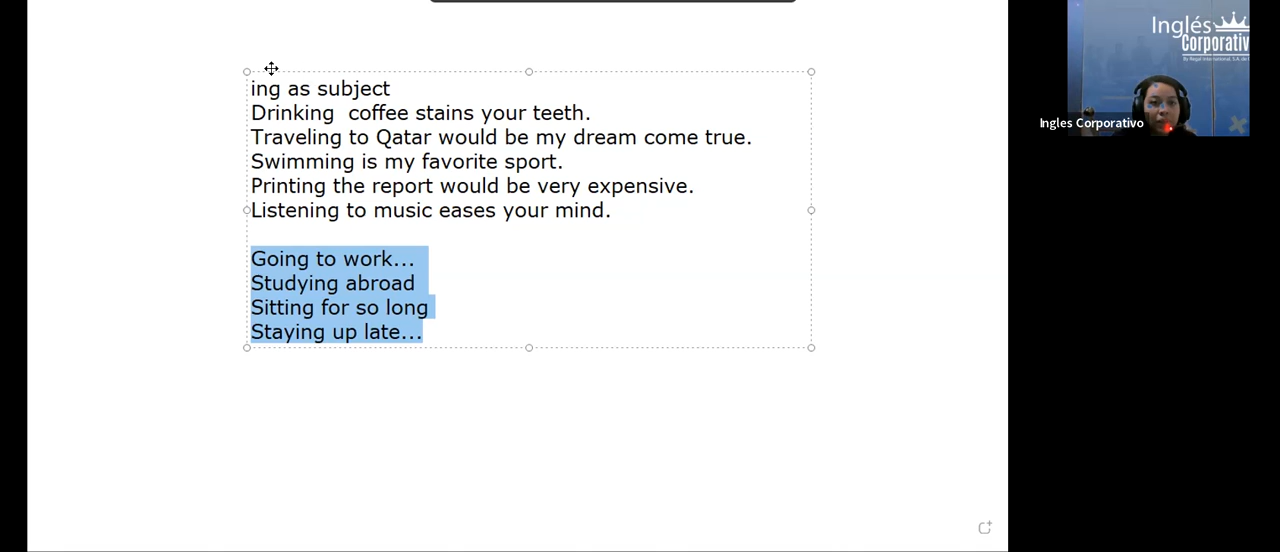 ing as subject
Drinking  coffee stains your teeth.
Traveling to Qatar would be my dream come true.
Swimming is my favorite sport.
Printing the report would be very expensive.
Listening to music eases your mind.
Going to work...
Studying abroad
Sitting for so long
Staying up late...
Inglés
Corporativ
Ingles Corporativo